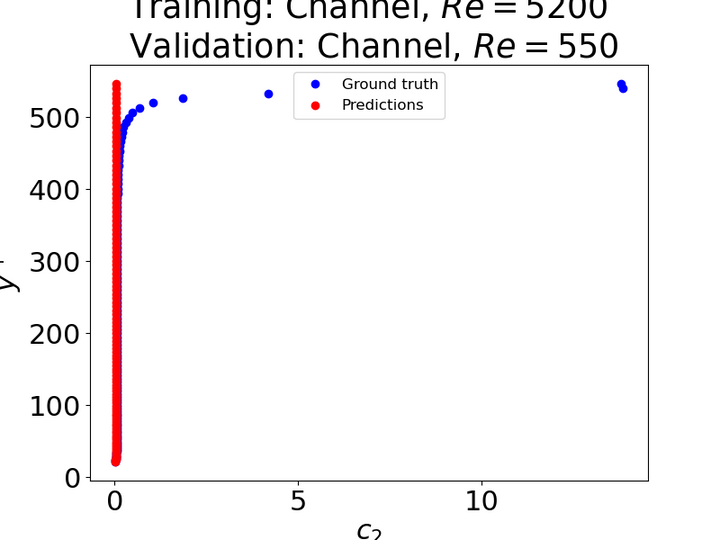 Training: Channel, Re = 5200
Validation: Channel, Re = 550
Ground truth
Predictions
500
400
300
200
100
0
y+
0 5 10
c₂